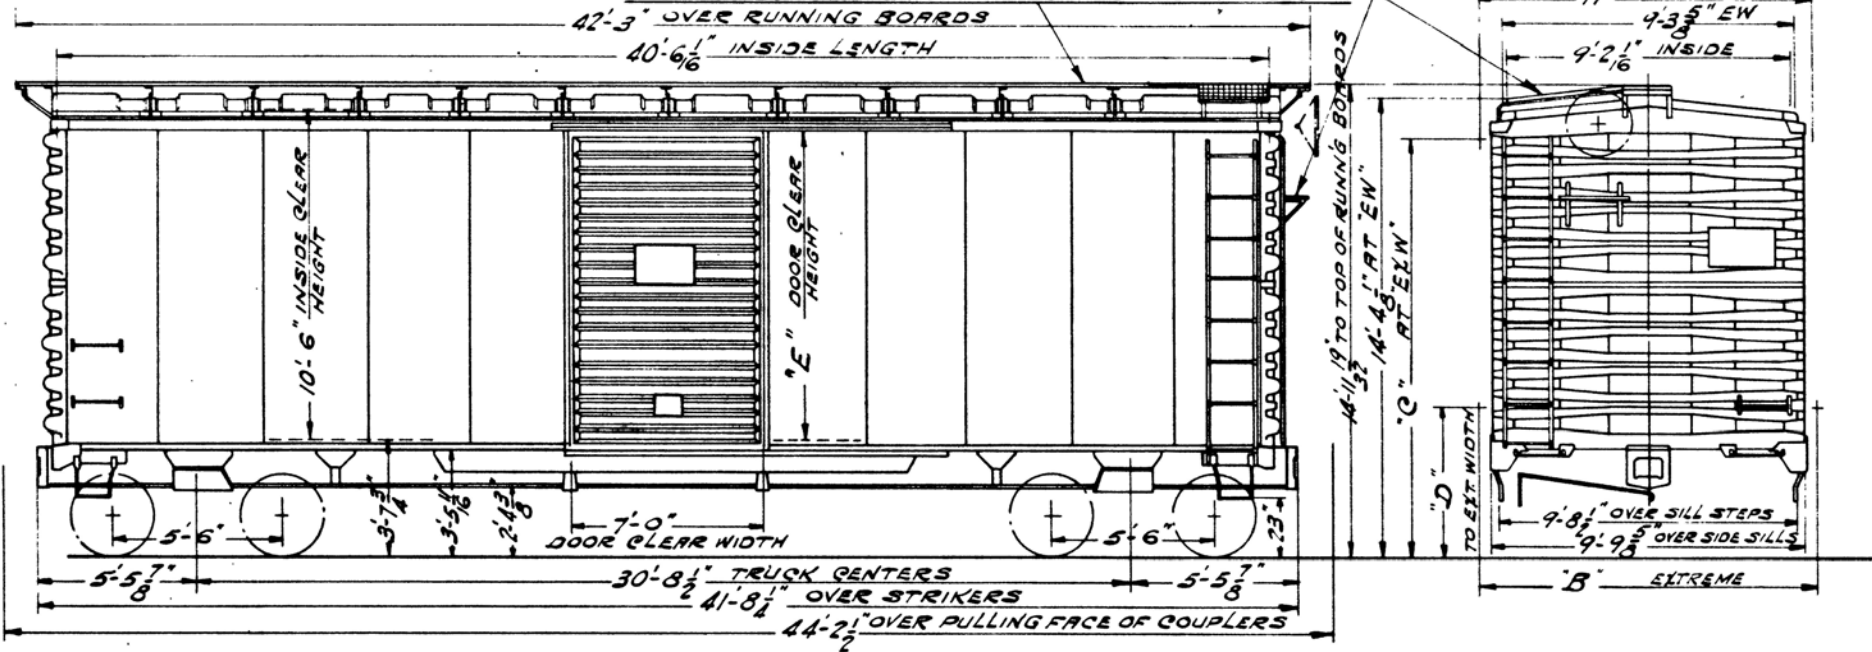 42'-3" OVER RUNNING BOARDS
40'-6 1/16" INSIDE LENGTH
9'-3 5/8" EW
9'-2 1/16" INSIDE
10'-6" INSIDE CLEAR
HEIGHT
"E" DOOR CLEAR
HEIGHT
14'-11 19/32" TO TOP OF RUNNING BOARDS
14'-4 5/8" AT "EW"
"C" AT "EXW"
"D"
TO EXT. WIDTH
5'-6"
3'-7 3/4"
3'-5 11/16"
2'-4 3/8"
7'-0"
DOOR CLEAR WIDTH
5'-6"
23"
9'-8 1/2" OVER SILL STEPS
9'-9 5/8" OVER SIDE SILLS
5'-5 7/8"
30'-8 1/2" TRUCK CENTERS
5'-5 7/8"
"B" EXTREME
41'-8 1/4" OVER STRIKERS
44'-2 1/2" OVER PULLING FACE OF COUPLERS